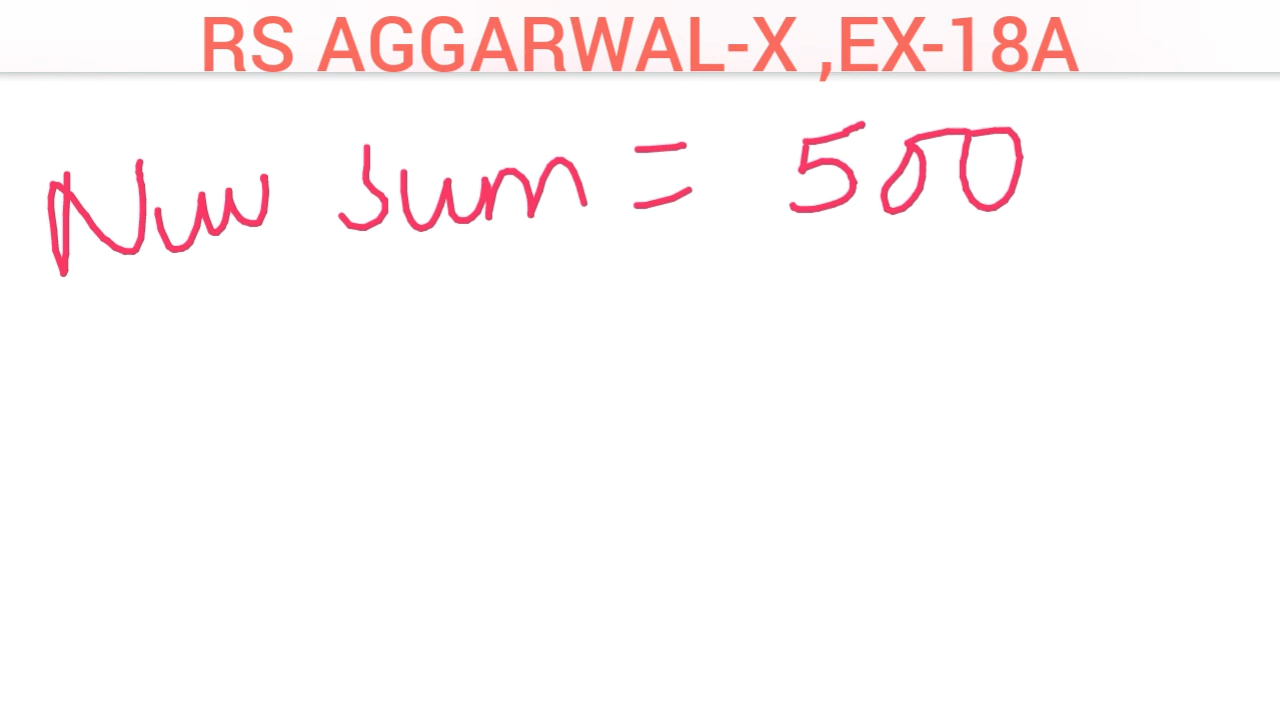 RS AGGARWAL-X ,EX-18A
New sum = 500